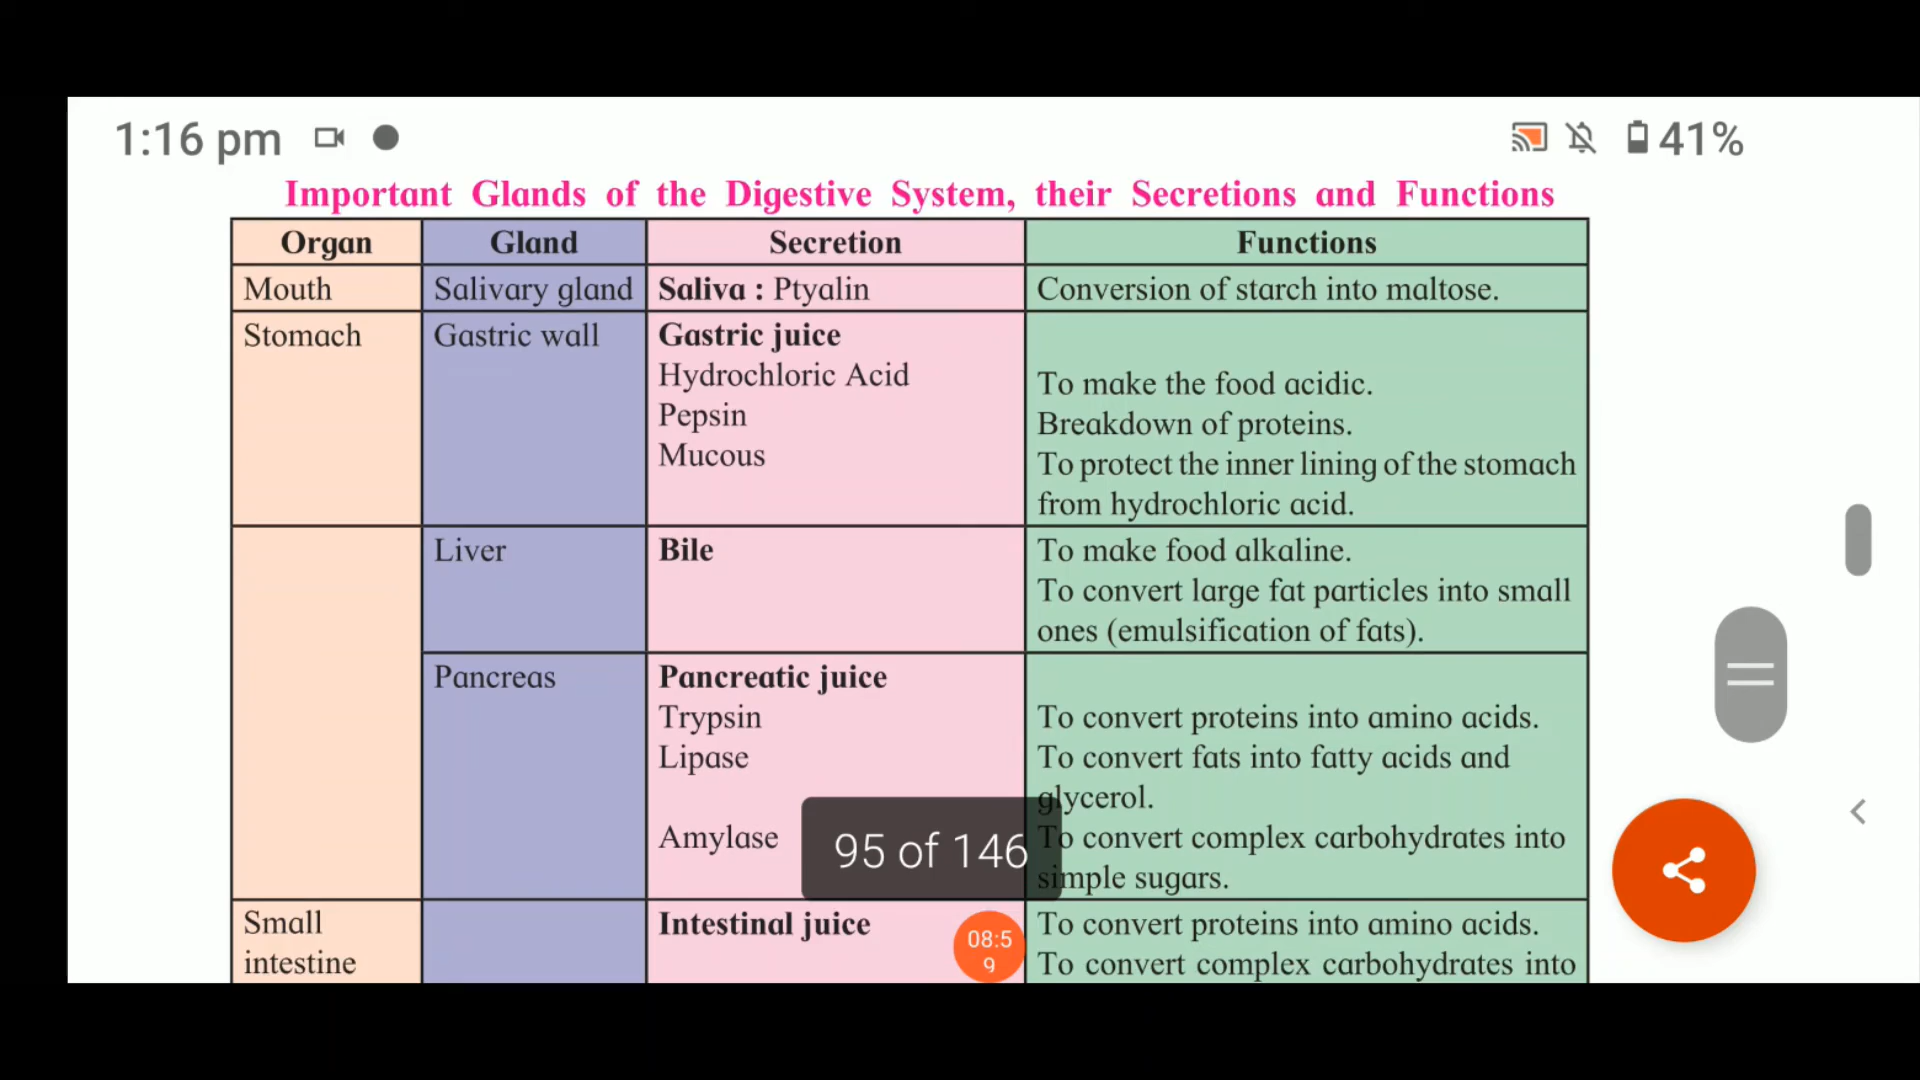 1:16 pm
41%
Important Glands of the Digestive System, their Secretions and Functions
Organ Gland Secretion Functions
Mouth Salivary gland Saliva : Ptyalin Conversion of starch into maltose.
Stomach Gastric wall Gastric juice
Hydrochloric Acid To make the food acidic.
Pepsin Breakdown of proteins.
Mucous To protect the inner lining of the stomach
from hydrochloric acid.
Liver Bile To make food alkaline.
To convert large fat particles into small
ones (emulsification of fats).
Pancreas Pancreatic juice
Trypsin To convert proteins into amino acids.
Lipase To convert fats into fatty acids and
glycerol.
Amylase To convert complex carbohydrates into
simple sugars.
95 of 146
Small Intestinal juice To convert proteins into amino acids.
intestine To convert complex carbohydrates into
08:5
9